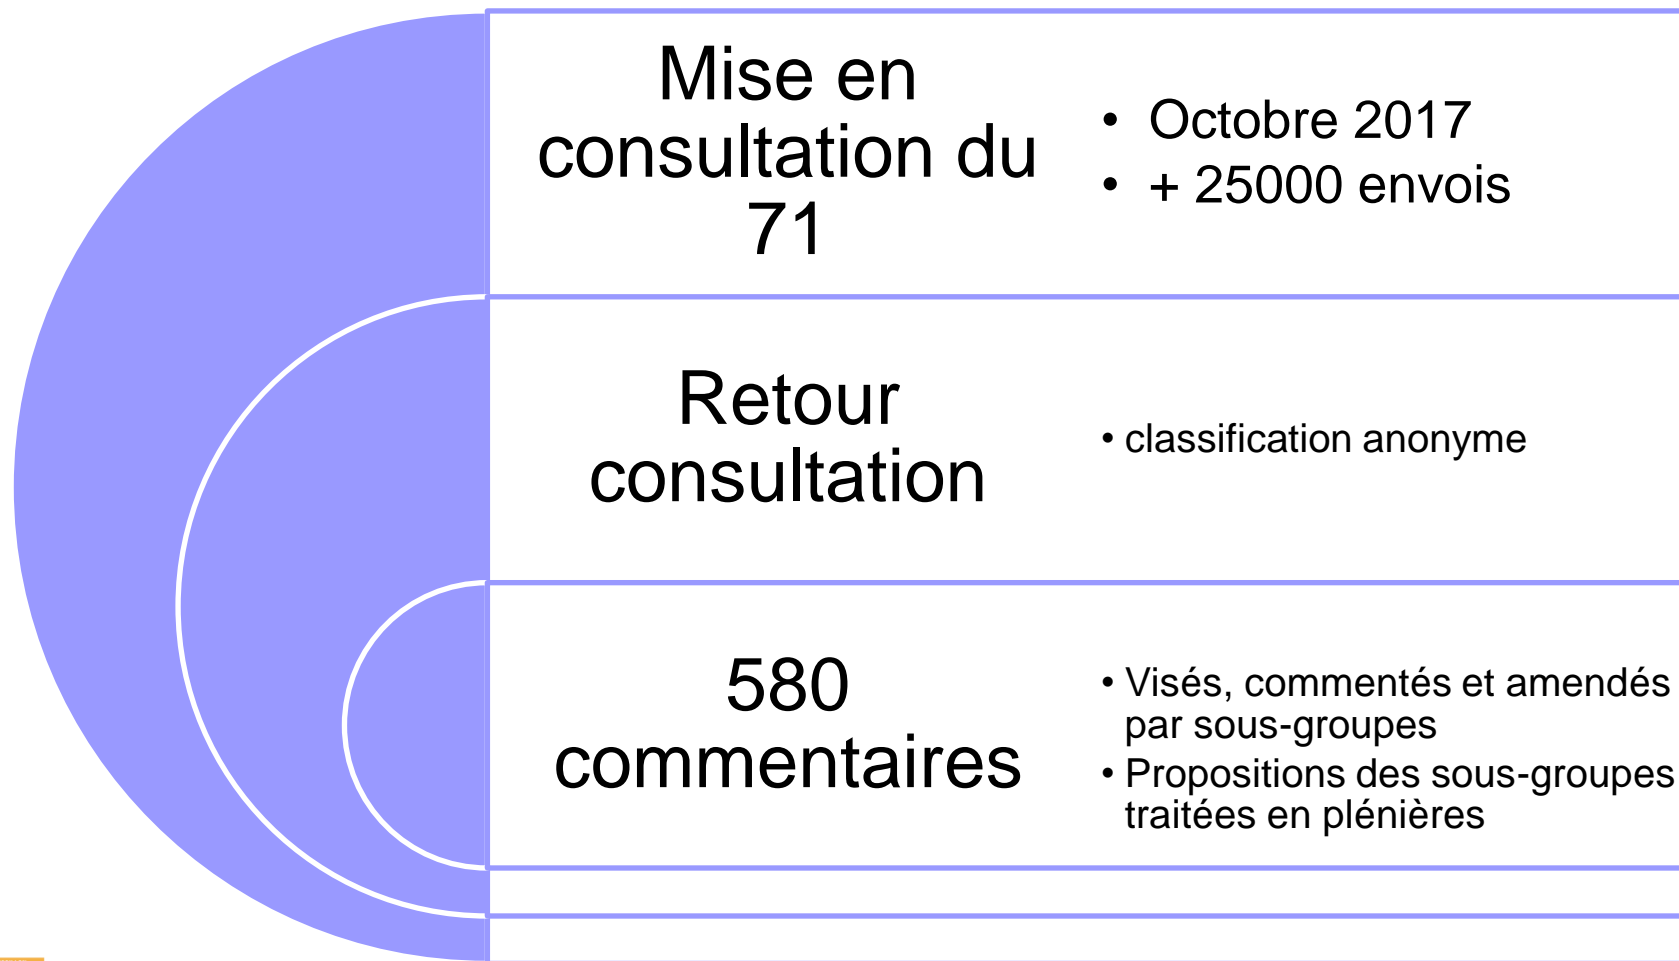 Mise en
consultation du
71
• Octobre 2017
• + 25000 envois
Retour
consultation
• classification anonyme
580
commentaires
• Visés, commentés et amendés
par sous-groupes
• Propositions des sous-groupes
traitées en plénières